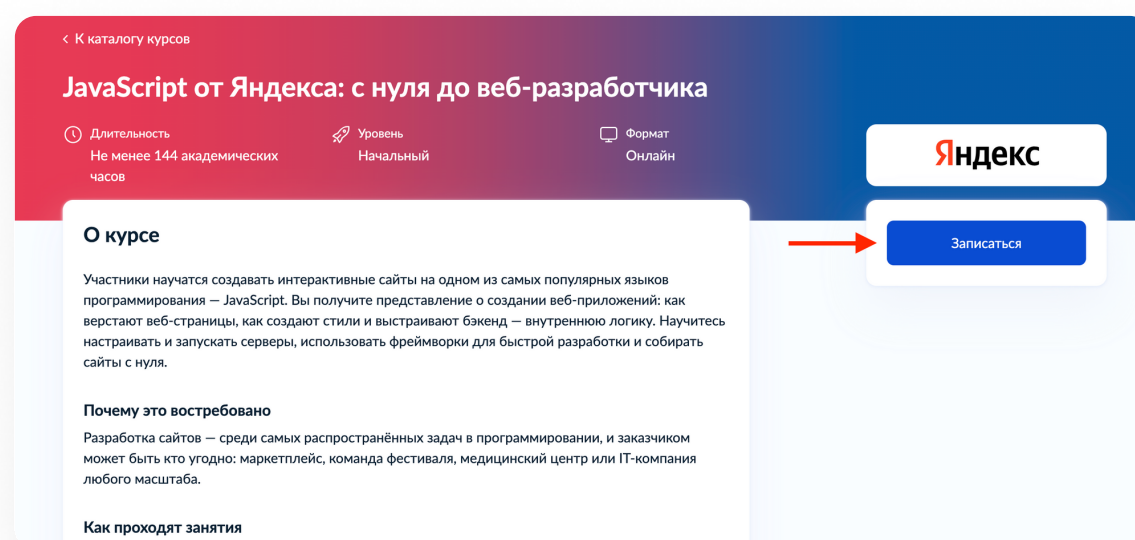 К каталогу курсов
JavaScript от Яндекса: с нуля до веб-разработчика
Длительность
Не менее 144 академических
часов
Уровень
Начальный
Формат
Онлайн
Яндекс
Записаться
О курсе
Участники научатся создавать интерактивные сайты на одном из самых популярных языков
программирования — JavaScript. Вы получите представление о создании веб-приложений: как
верстают веб-страницы, как создают стили и выстраивают бэкенд — внутреннюю логику. Научитесь
настраивать и запускать серверы, использовать фреймворки для быстрой разработки и собирать
сайты с нуля.
Почему это востребовано
Разработка сайтов — среди самых распространённых задач в программировании, и заказчиком
может быть кто угодно: маркетплейс, команда фестиваля, медицинский центр или IT-компания
любого масштаба.
Как проходят занятия